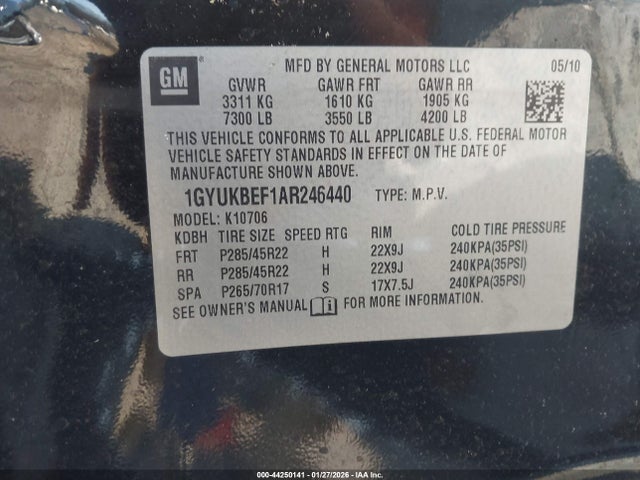 GM
MFD BY GENERAL MOTORS LLC 05/10
GVWR GAWR FRT GAWR RR
3311 KG 1610 KG 1905 KG
7300 LB 3550 LB 4200 LB
THIS VEHICLE CONFORMS TO ALL APPLICABLE U.S. FEDERAL MOTOR
VEHICLE SAFETY STANDARDS IN EFFECT ON THE DATE OF
MANUFACTURE SHOWN ABOVE.
1GYUKBEF1AR246440 TYPE: M.P.V.
MODEL: K10706
KDBH TIRE SIZE SPEED RTG RIM COLD TIRE PRESSURE
FRT P285/45R22 H 22X9J 240KPA(35PSI)
RR P285/45R22 H 22X9J 240KPA(35PSI)
SPA P265/70R17 S 17X7.5J 240KPA(35PSI)
SEE OWNER'S MANUAL FOR MORE INFORMATION.
000-44250141 - 01/27/2026 - IAAI.COM